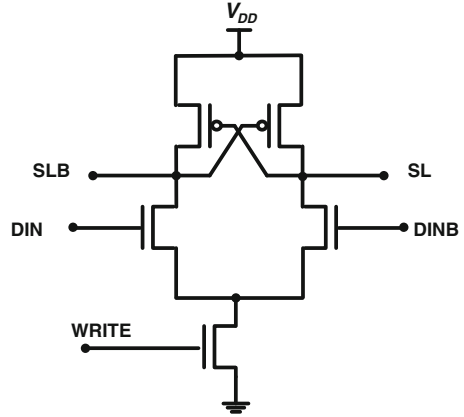 V_DD
SLB
SL
DIN
DINB
WRITE